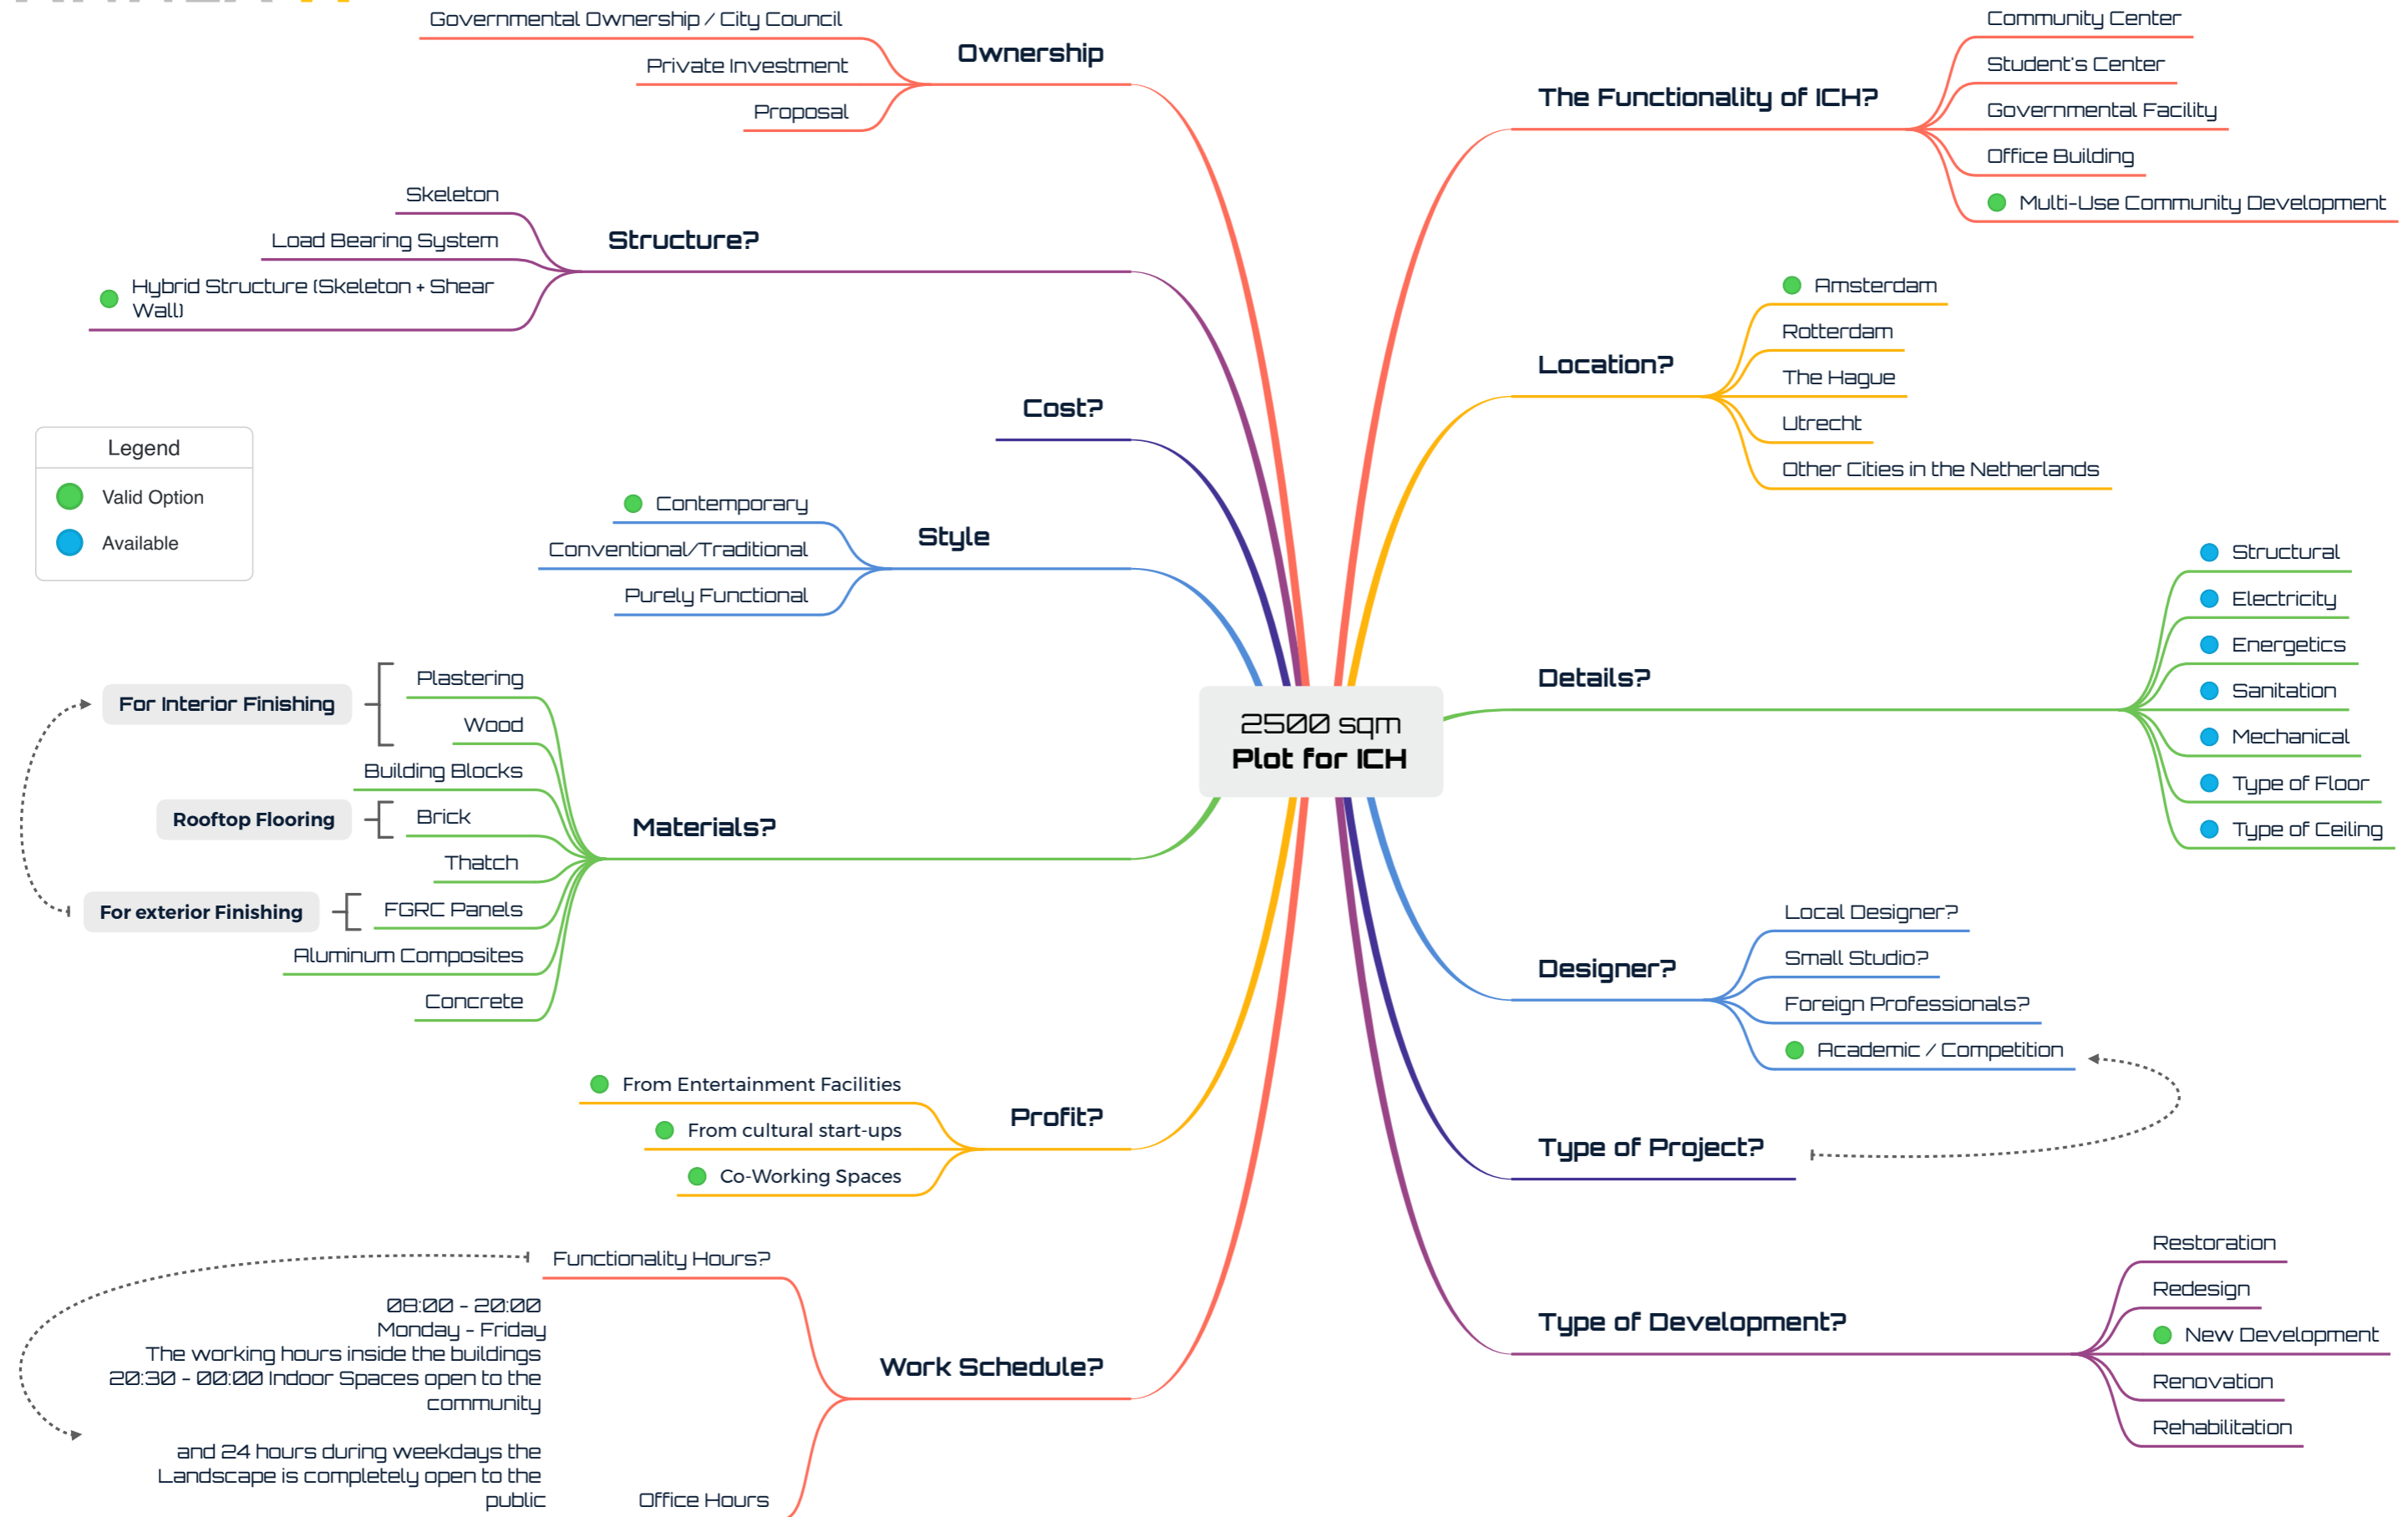 Governmental Ownership / City Council
Private Investment
Proposal
Ownership
Skeleton
Load Bearing System
Hybrid Structure (Skeleton + Shear
Wall)
Structure?
Cost?
Legend
Valid Option
Available
Contemporary
Conventional/Traditional
Purely Functional
Style
For Interior Finishing
Plastering
Wood
Building Blocks
Rooftop Flooring
Brick
Thatch
For exterior Finishing
FGRC Panels
Aluminum Composites
Concrete
Materials?
From Entertainment Facilities
From cultural start-ups
Co-Working Spaces
Profit?
Functionality Hours?
08:00 - 20:00
Monday - Friday
The working hours inside the buildings
20:30 - 00:00 Indoor Spaces open to the
community
and 24 hours during weekdays the
Landscape is completely open to the
public
Office Hours
Work Schedule?
2500 sqm
Plot for ICH
The Functionality of ICH?
Community Center
Student's Center
Governmental Facility
Office Building
Multi-Use Community Development
Location?
Amsterdam
Rotterdam
The Hague
Utrecht
Other Cities in the Netherlands
Details?
Structural
Electricity
Energetics
Sanitation
Mechanical
Type of Floor
Type of Ceiling
Designer?
Local Designer?
Small Studio?
Foreign Professionals?
Academic / Competition
Type of Project?
Type of Development?
Restoration
Redesign
New Development
Renovation
Rehabilitation